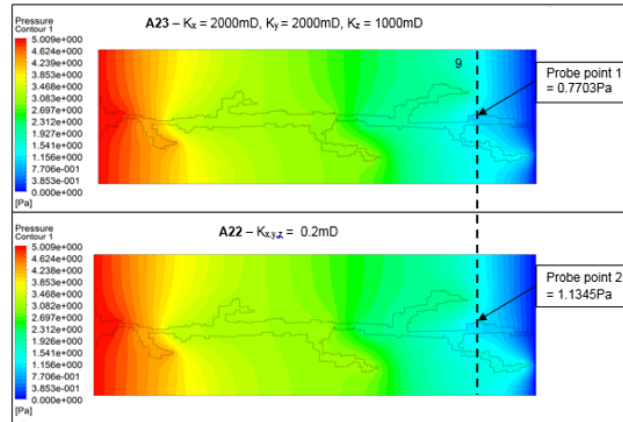 A23 – Kx = 2000mD, Ky = 2000mD, Kz = 1000mD
Pressure
Contour 1
5.009e+000
4.624e+000
4.238e+000
3.853e+000
3.468e+000
3.083e+000
2.697e+000
2.312e+000
1.927e+000
1.541e+000
1.156e+000
7.706e-001
3.853e-001
0.000e+000
[Pa]
9
Probe point 1
= 0.7703Pa
A22 – Kx,y,z = 0.2mD
Pressure
Contour 1
5.009e+000
4.624e+000
4.238e+000
3.853e+000
3.468e+000
3.083e+000
2.697e+000
2.312e+000
1.927e+000
1.541e+000
1.156e+000
7.706e-001
3.853e-001
0.000e+000
[Pa]
Probe point 2
= 1.1345Pa